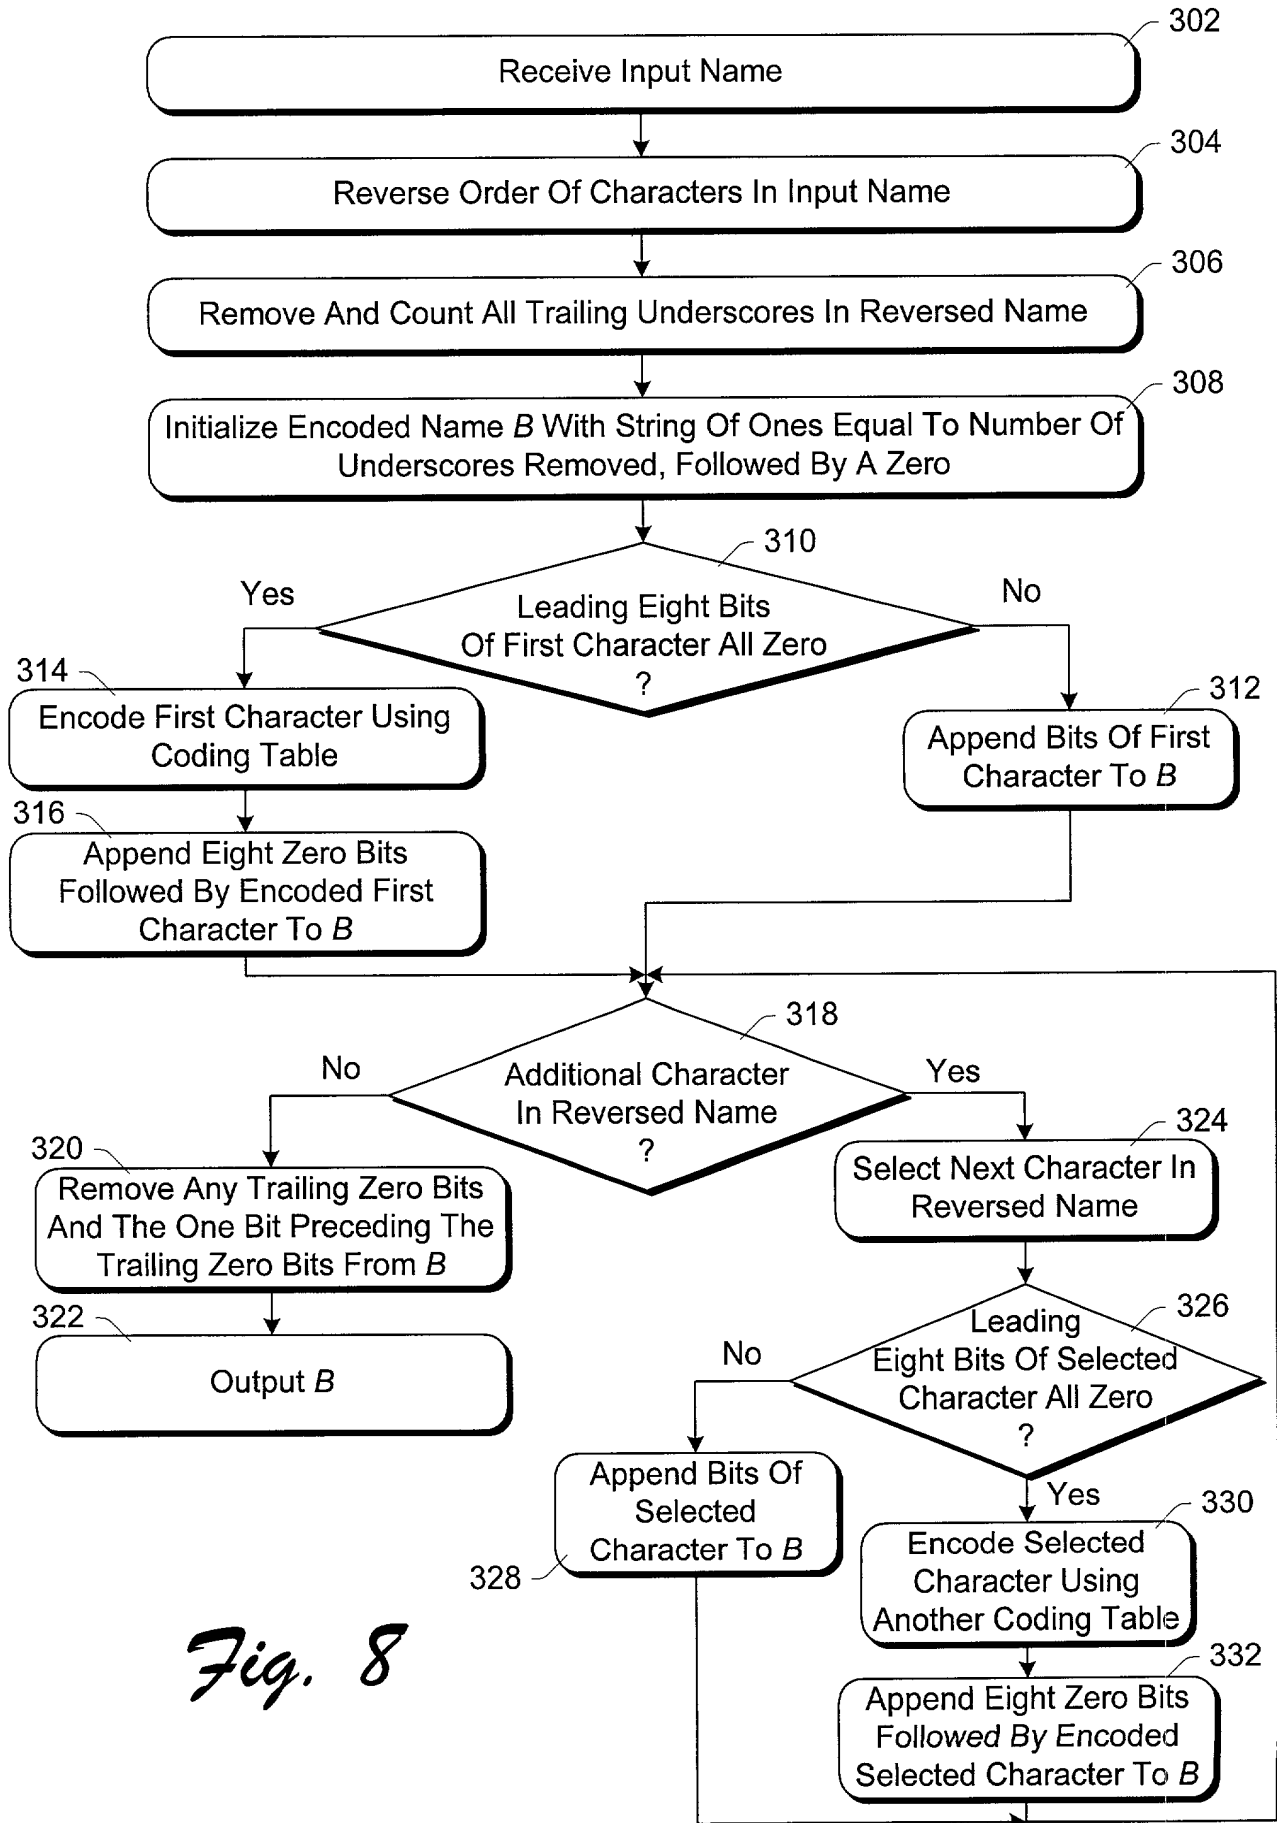 302
Receive Input Name
304
Reverse Order Of Characters In Input Name
306
Remove And Count All Trailing Underscores In Reversed Name
308
Initialize Encoded Name B With String Of Ones Equal To Number Of
Underscores Removed, Followed By A Zero
310
Yes
No
Leading Eight Bits
Of First Character All Zero
?
314
Encode First Character Using
Coding Table
312
Append Bits Of First
Character To B
316
Append Eight Zero Bits
Followed By Encoded First
Character To B
318
No
Yes
Additional Character
In Reversed Name
?
320
Remove Any Trailing Zero Bits
And The One Bit Preceding The
Trailing Zero Bits From B
324
Select Next Character In
Reversed Name
322
Output B
326
No
Leading
Eight Bits Of Selected
Character All Zero
?
Yes
328
Append Bits Of
Selected
Character To B
330
Encode Selected
Character Using
Another Coding Table
332
Append Eight Zero Bits
Followed By Encoded
Selected Character To B
Fig. 8